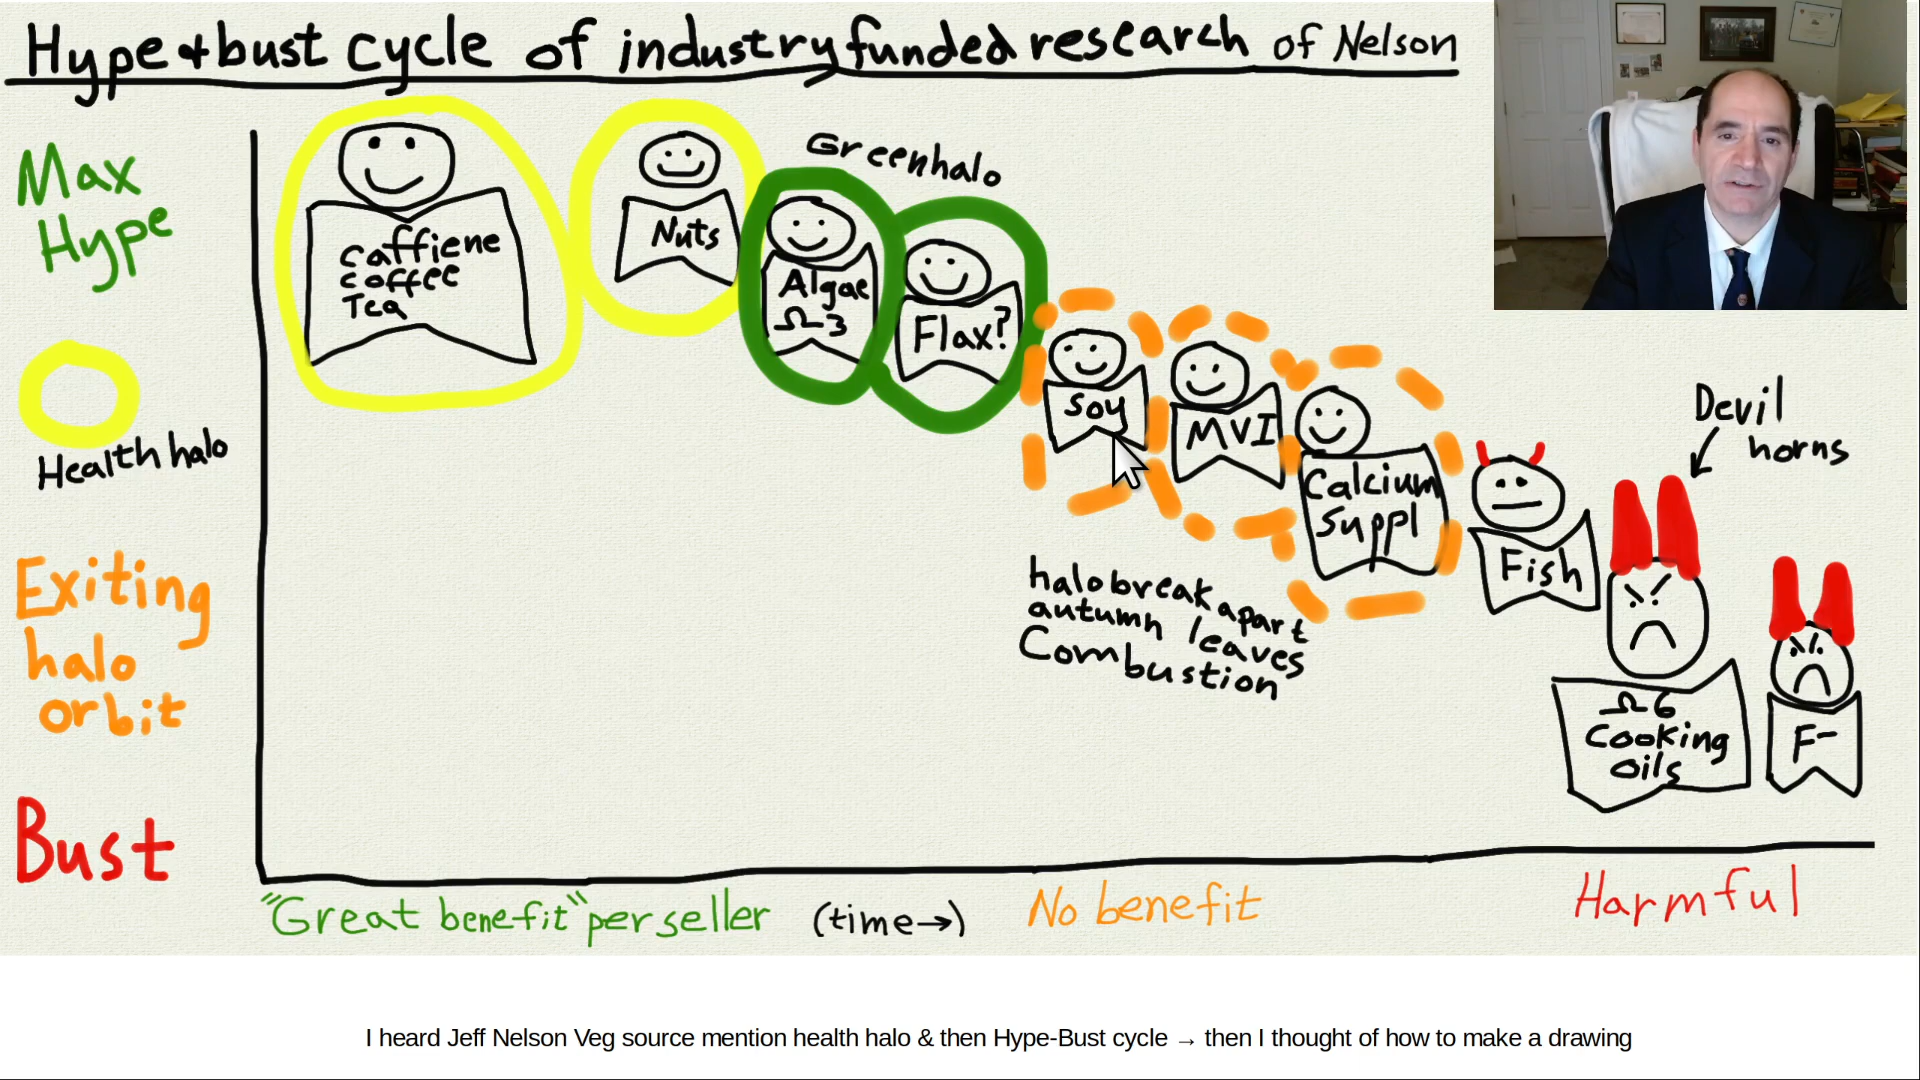 Hype + bust cycle of industry funded research of Nelson
Max
Hype
Health halo
Exiting
halo
orbit
Bust
Caffiene
Coffee
Tea
Nuts
Greenhalo
Algae
Ω3
Flax?
Soy
MVI
Calcium
Suppl
Fish
Devil
horns
Ω6
Cooking
oils
F-
halo break apart
autumn leaves
Combustion
"Great benefit" per seller
(time→)
No benefit
Harmful
I heard Jeff Nelson Veg source mention health halo & then Hype-Bust cycle → then I thought of how to make a drawing